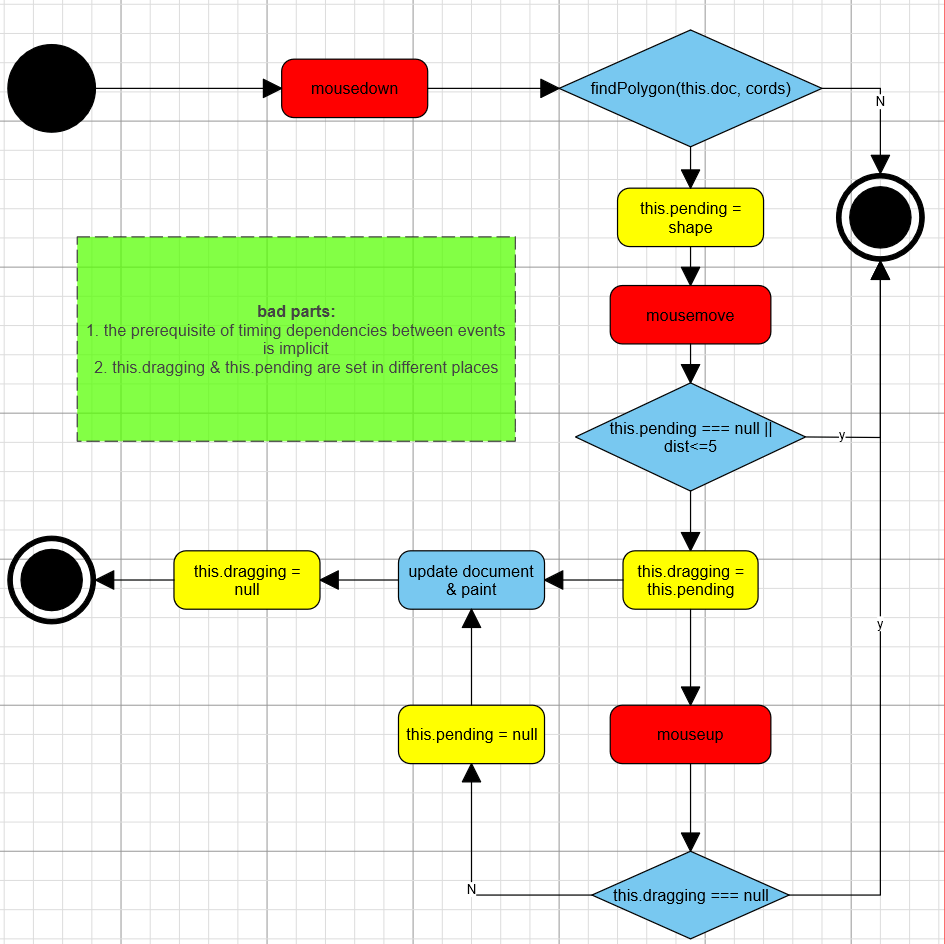 mousedown
findPolygon(this.doc, cords)
N
this.pending =
shape
bad parts:
1. the prerequisite of timing dependencies between events
is implicit
2. this.dragging & this.pending are set in different places
mousemove
this.pending === null ||
dist<=5
y
this.dragging =
null
update document
& paint
this.dragging =
this.pending
y
this.pending = null
mouseup
N
this.dragging === null